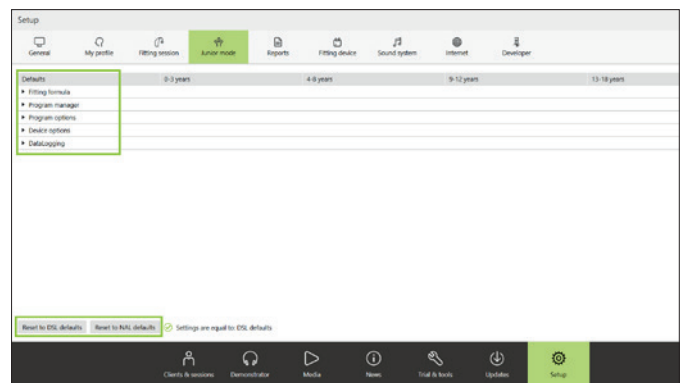 Setup
General My profile Fitting session Junior mode Reports Fitting device Sound system Internet Developer
Defaults 0-3 years 4-8 years 9-12 years 13-18 years
Fitting formula
Program manager
Program options
Device options
DataLogging
Reset to DSL defaults Reset to NAL defaults Settings are equal to: DSL defaults
Clients & sessions Demonstrator Media News Trial & tools Updates Setup